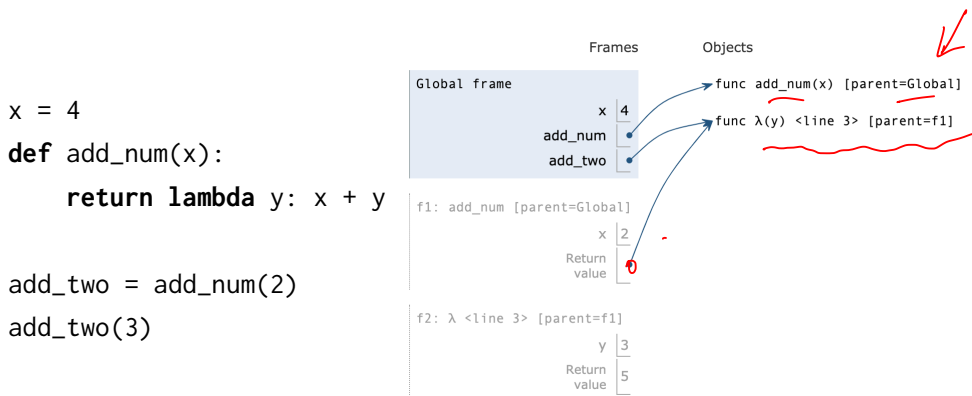 x = 4
def add_num(x):
    return lambda y: x + y
add_two = add_num(2)
add_two(3)
Frames
Objects
Global frame
x 4
add_num
add_two
func add_num(x) [parent=Global]
func λ(y) <line 3> [parent=f1]
f1: add_num [parent=Global]
x 2
Return
value
f2: λ <line 3> [parent=f1]
y 3
Return
value 5